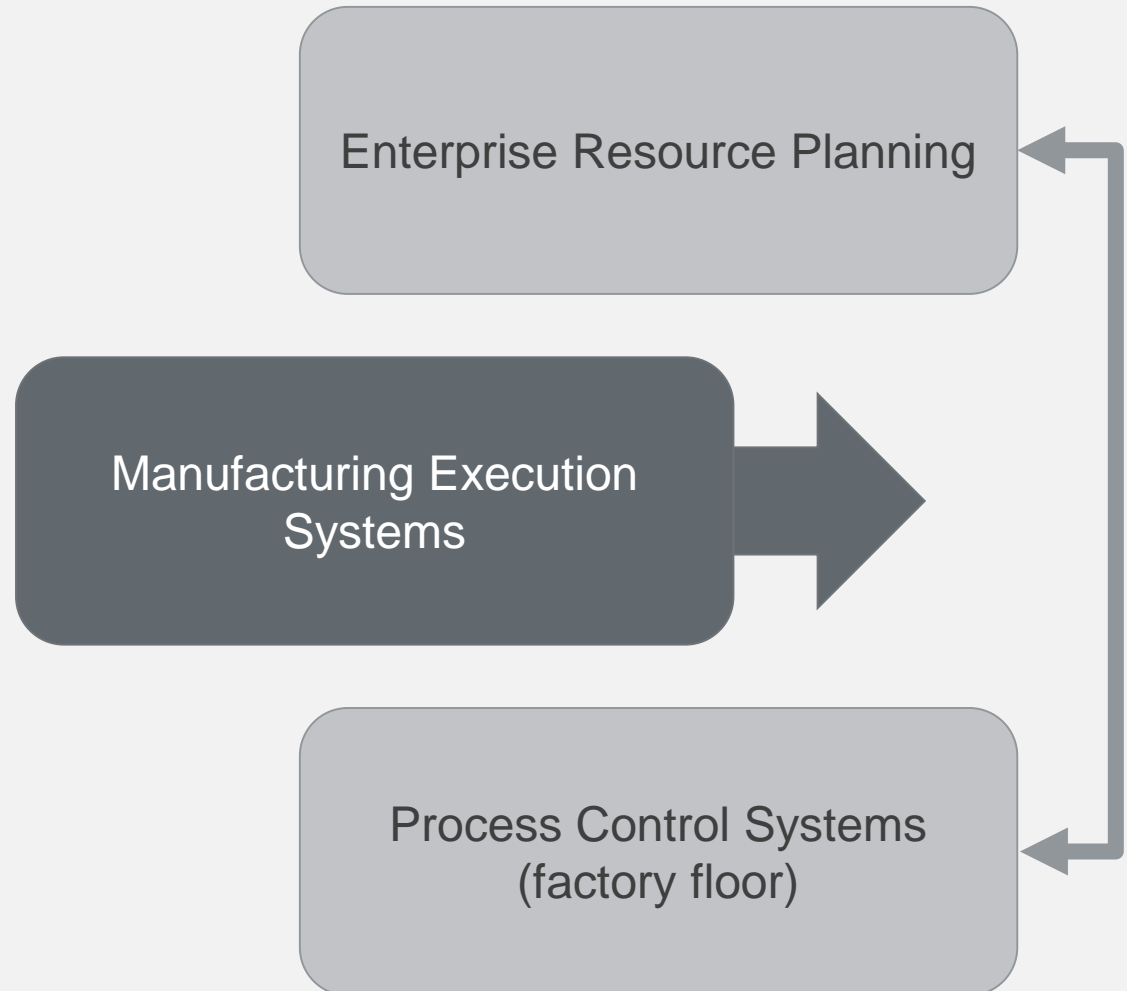 Enterprise Resource Planning
Manufacturing Execution
Systems
Process Control Systems
(factory floor)